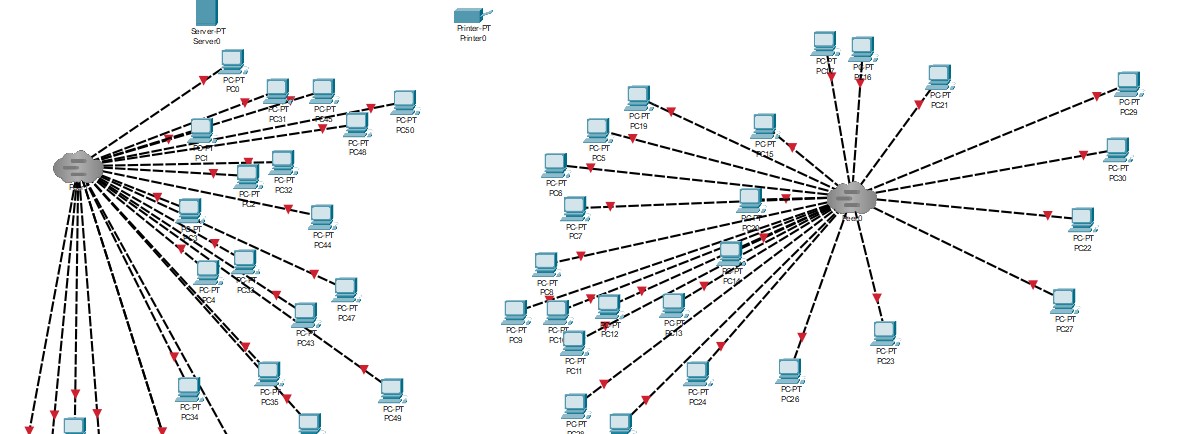 Server-PT
Server0
Printer-PT
Printer0
PC-PT
PC0
PC-PT
PC31
PC-PT
PC45
PC-PT
PC50
PC-PT
PC48
PC-PT
PC1
PC-PT
PC32
PC-PT
PC2
PC-PT
PC3
PC-PT
PC44
PC-PT
PC4
PC-PT
PC33
PC-PT
PC47
PC-PT
PC43
PC-PT
PC34
PC-PT
PC35
PC-PT
PC49
PC-PT
PC17
PC-PT
PC16
PC-PT
PC21
PC-PT
PC29
PC-PT
PC19
PC-PT
PC5
PC-PT
PC15
PC-PT
PC30
PC-PT
PC6
PC-PT
PC7
PC-PT
PC20
PC-PT
PC22
PC-PT
PC8
PC-PT
PC14
PC-PT
PC27
PC-PT
PC9
PC-PT
PC-PT
PC12
PC-PT
PC13
PC-PT
PC11
PC-PT
PC23
PC-PT
PC24
PC-PT
PC26
PC-PT
PC28